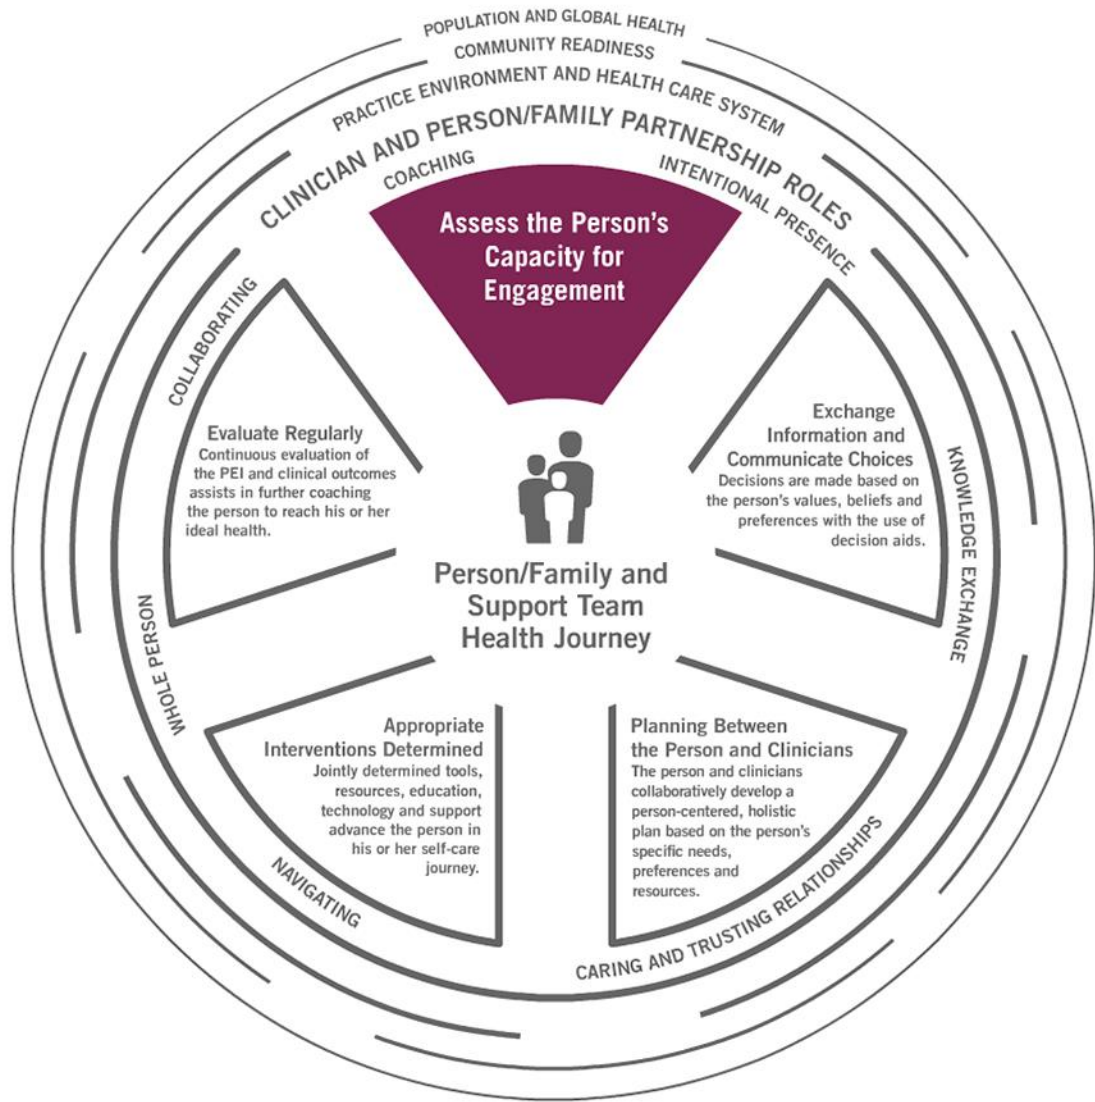 POPULATION AND GLOBAL HEALTH
COMMUNITY READINESS
PRACTICE ENVIRONMENT AND HEALTH CARE SYSTEM
CLINICIAN AND PERSON/FAMILY PARTNERSHIP ROLES
COACHING
INTENTIONAL PRESENCE
Assess the Person's
Capacity for
Engagement
COLLABORATING
Evaluate Regularly
Continuous evaluation of
the PEI and clinical outcomes
assists in further coaching
the person to reach his or her
ideal health.
Exchange
Information and
Communicate Choices
Decisions are made based on
the person's values, beliefs and
preferences with the use of
decision aids.
KNOWLEDGE EXCHANGE
Person/Family and
Support Team
Health Journey
WHOLE PERSON
Appropriate
Interventions Determined
Jointly determined tools,
resources, education,
technology and support
advance the person in
his or her self-care
journey.
Planning Between
the Person and Clinicians
The person and clinicians
collaboratively develop a
person-centered, holistic
plan based on the person's
specific needs,
preferences and
resources.
NAVIGATING
CARING AND TRUSTING RELATIONSHIPS